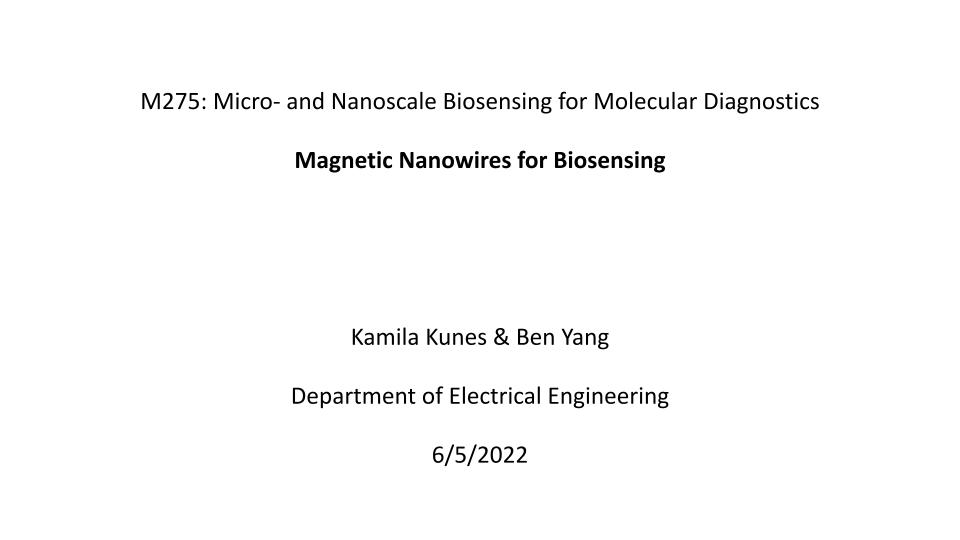 M275: Micro- and Nanoscale Biosensing for Molecular Diagnostics
Magnetic Nanowires for Biosensing
Kamila Kunes & Ben Yang
Department of Electrical Engineering
6/5/2022